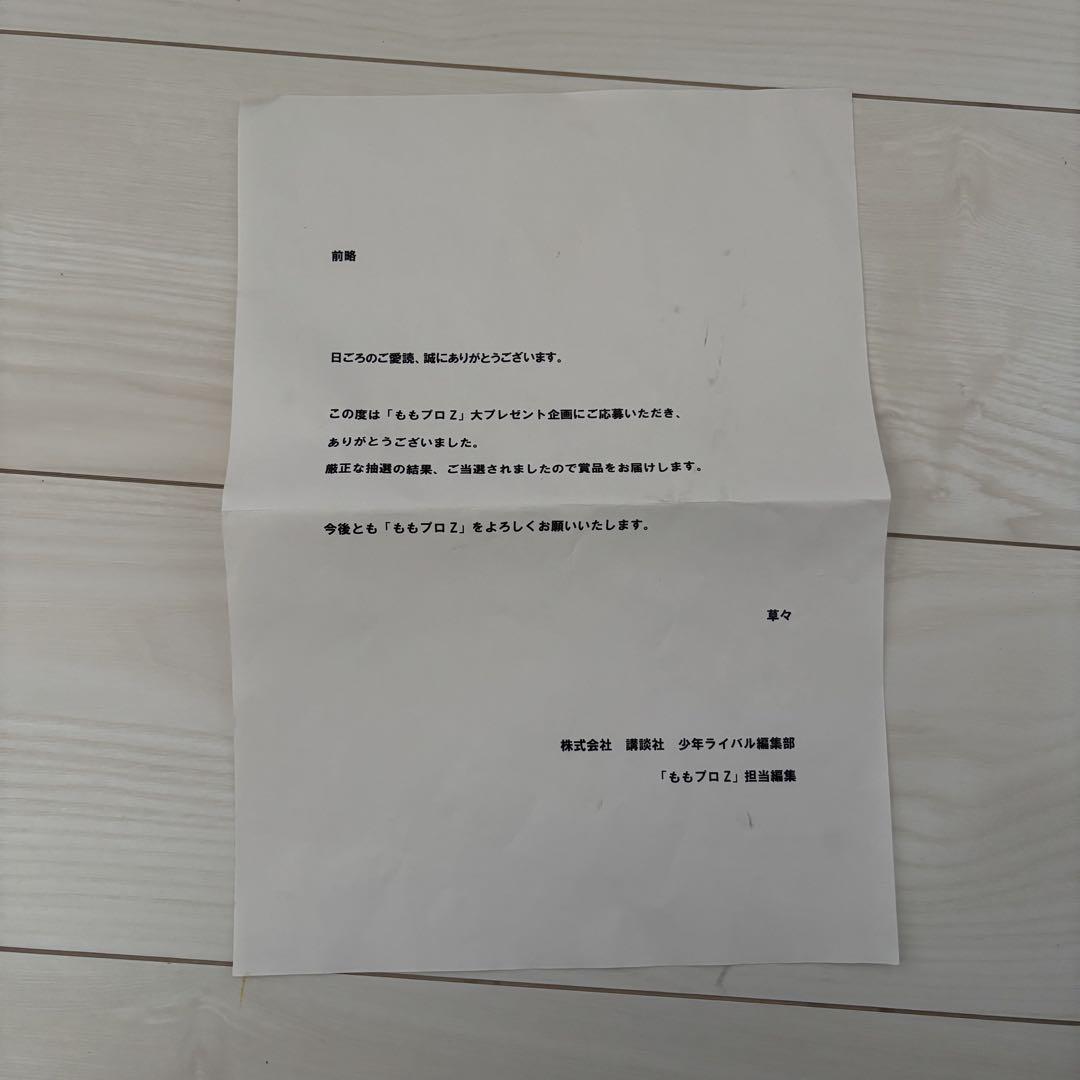 前略
日ごろのご愛読、誠にありがとうございます。
この度は「ももプロZ」大プレゼント企画にご応募いただき、
ありがとうございました。
厳正な抽選の結果、ご当選されましたので賞品をお届けします。
今後とも「ももプロZ」をよろしくお願いいたします。
草々
株式会社　講談社　少年ライバル編集部
「ももプロZ」担当編集